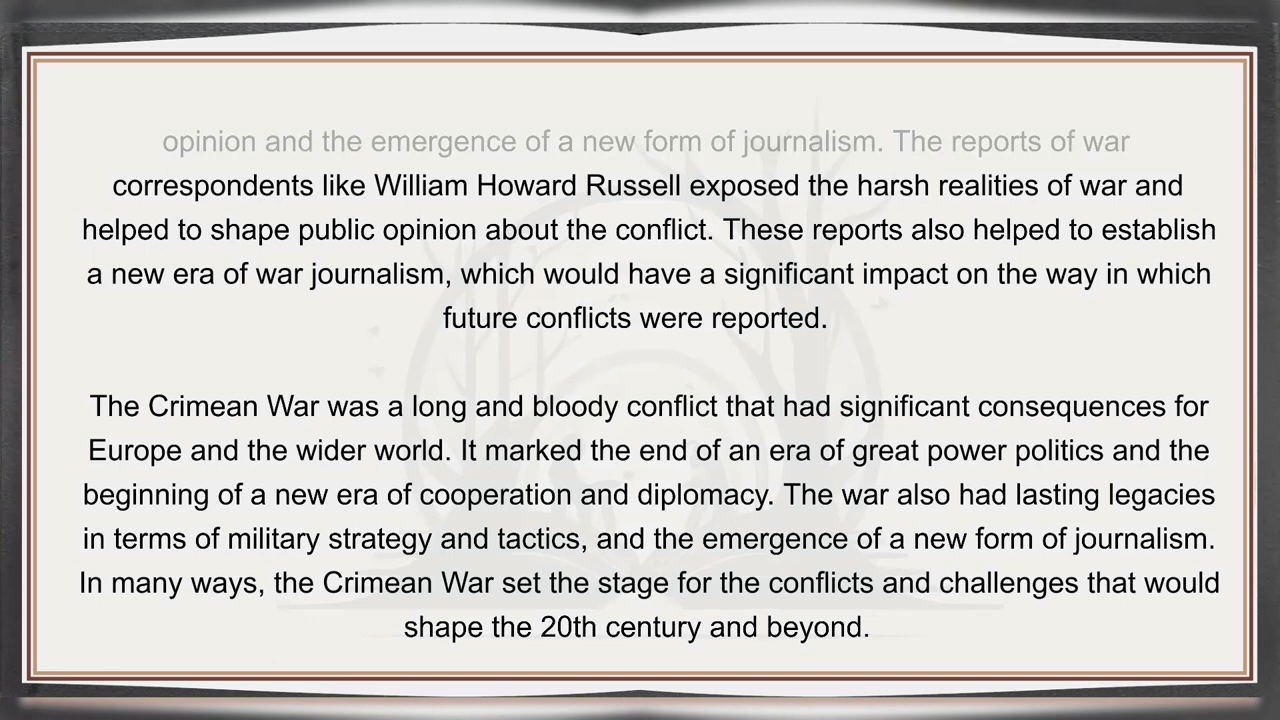 opinion and the emergence of a new form of journalism. The reports of war
correspondents like William Howard Russell exposed the harsh realities of war and
helped to shape public opinion about the conflict. These reports also helped to establish
a new era of war journalism, which would have a significant impact on the way in which
future conflicts were reported.
The Crimean War was a long and bloody conflict that had significant consequences for
Europe and the wider world. It marked the end of an era of great power politics and the
beginning of a new era of cooperation and diplomacy. The war also had lasting legacies
in terms of military strategy and tactics, and the emergence of a new form of journalism.
In many ways, the Crimean War set the stage for the conflicts and challenges that would
shape the 20th century and beyond.